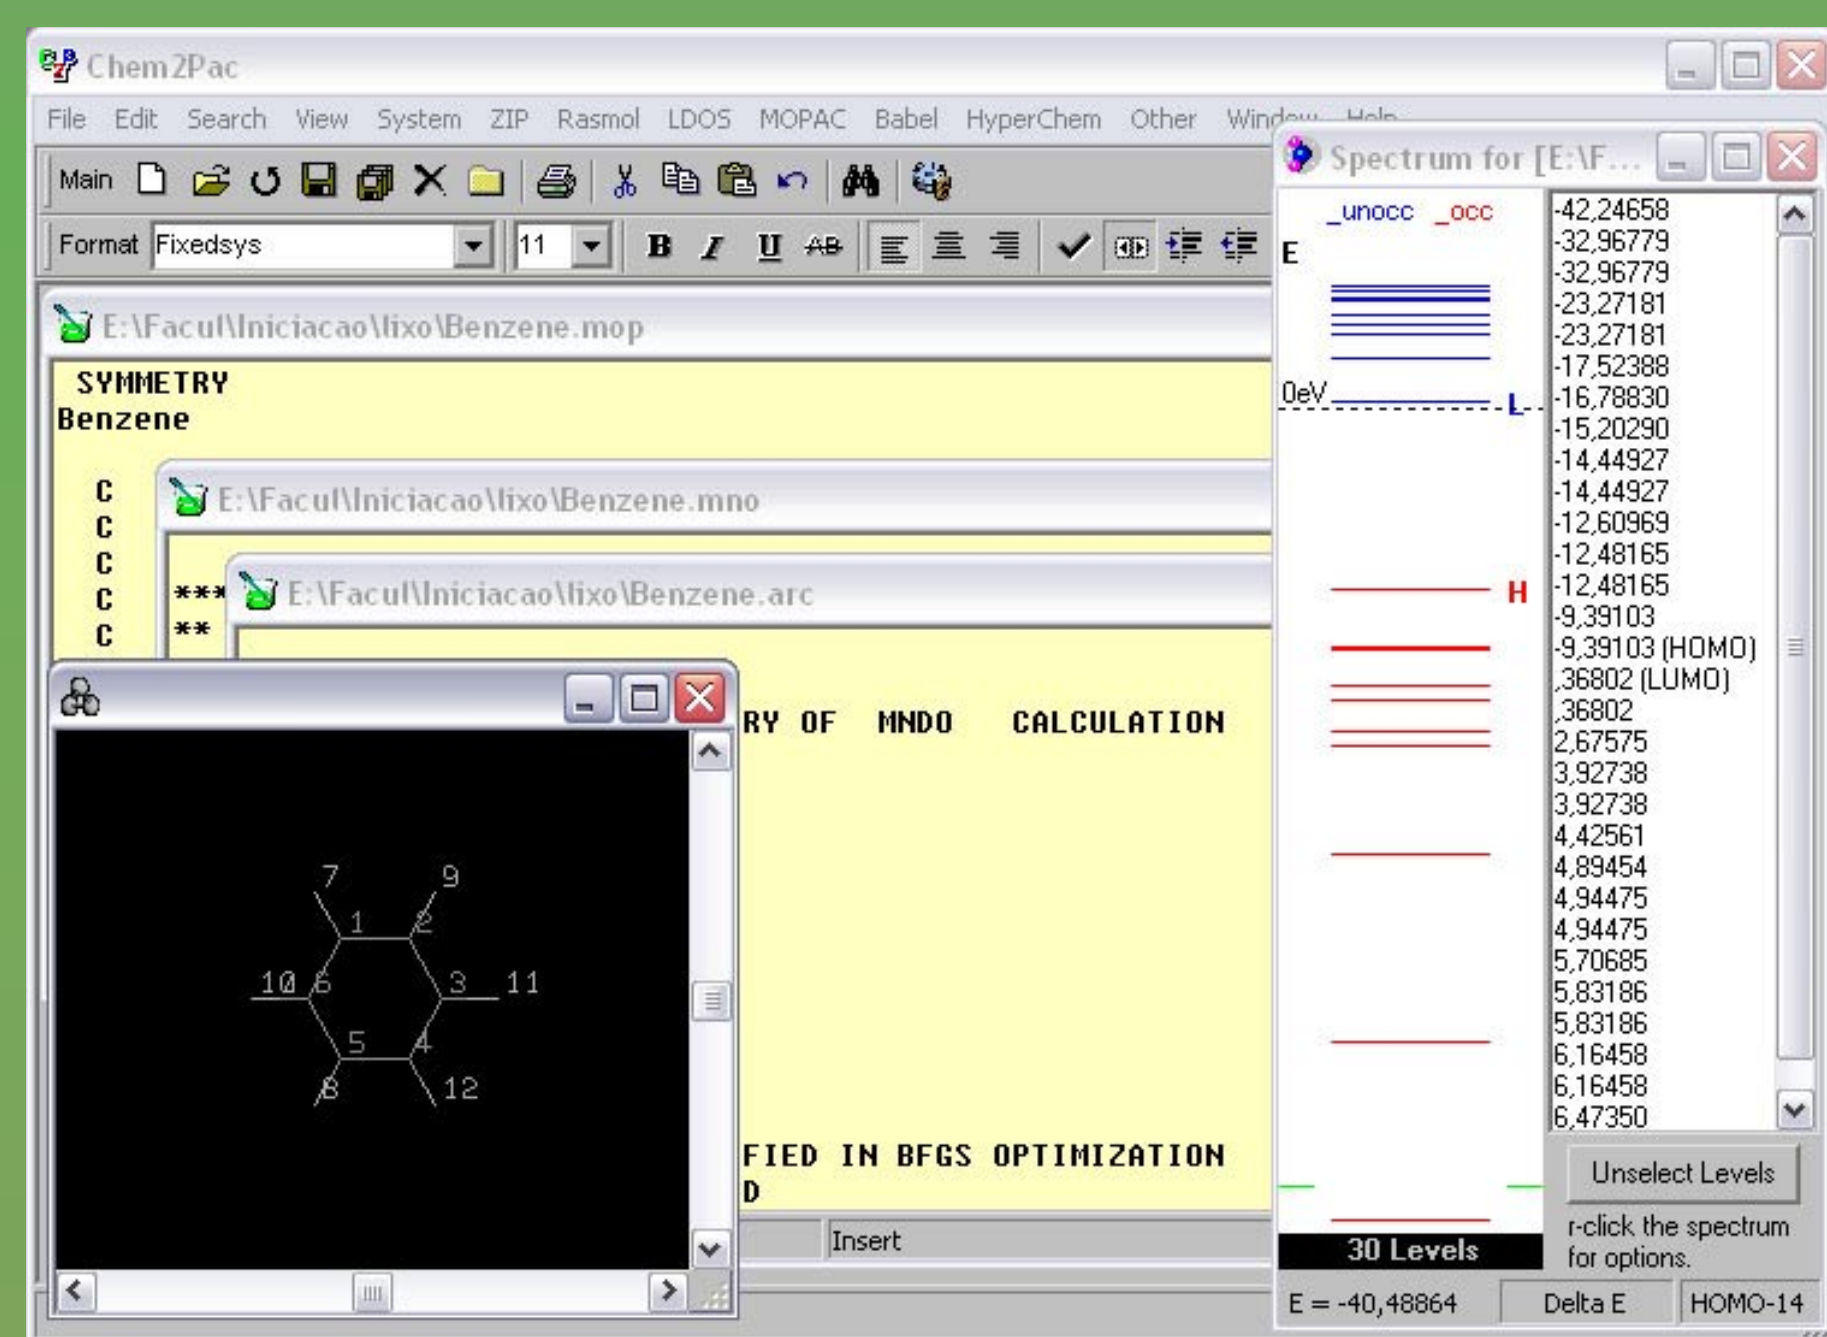 Chem2Pac
File Edit Search View System ZIP Rasmol LDOS MOPAC Babel HyperChem Other Window Help
Main
Format Fixedsys 11 B I U AB
E:\Facul\Iniciacao\lixo\Benzene.mop
SYMMETRY
Benzene
C
C
C
C
C
E:\Facul\Iniciacao\lixo\Benzene.mno
***
**
E:\Facul\Iniciacao\lixo\Benzene.arc
RY OF MNDO CALCULATION
FIED IN BFGS OPTIMIZATION
D
Insert
7 9
1 2
10 6 3 11
5 4
8 12
Spectrum for [E:\F...
_unocc _occ
E
0eV
L
H
30 Levels
-42,24658
-32,96779
-32,96779
-23,27181
-23,27181
-17,52388
-16,78830
-15,20290
-14,44927
-14,44927
-12,60969
-12,48165
-12,48165
-9,39103
-9,39103 (HOMO)
,36802 (LUMO)
,36802
2,67575
3,92738
3,92738
4,42561
4,89454
4,94475
4,94475
5,70685
5,83186
5,83186
6,16458
6,16458
6,47350
Unselect Levels
r-click the spectrum
for options.
E = -40,48864 Delta E HOMO-14